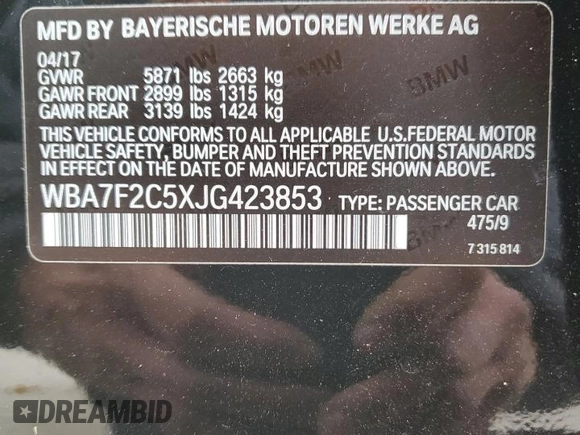 MFD BY BAYERISCHE MOTOREN WERKE AG
04/17
GVWR 5871 lbs 2663 kg
GAWR FRONT 2899 lbs 1315 kg
GAWR REAR 3139 lbs 1424 kg
THIS VEHICLE CONFORMS TO ALL APPLICABLE U.S.FEDERAL MOTOR
VEHICLE SAFETY, BUMPER AND THEFT PREVENTION STANDARDS
IN EFFECT ON THE DATE OF MANUFACTURE SHOWN ABOVE.
WBA7F2C5XJG423853 TYPE: PASSENGER CAR
475/9
7 315 814
BMW
BMW
DREAMBID